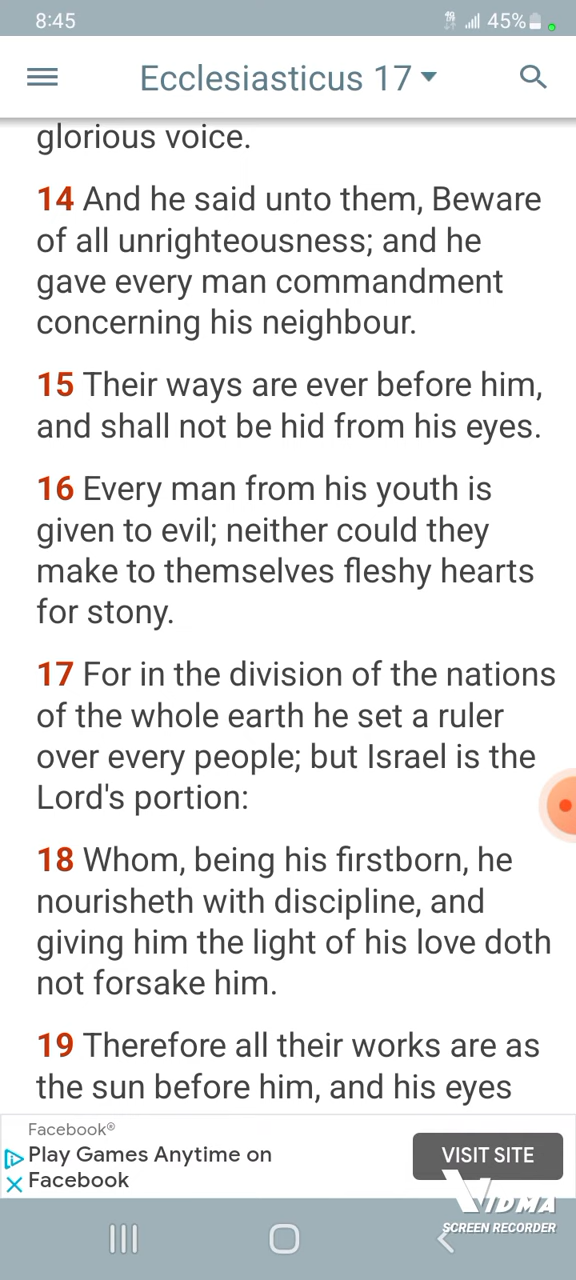 8:45
4G
45%
Ecclesiasticus 17
glorious voice.
14 And he said unto them, Beware
of all unrighteousness; and he
gave every man commandment
concerning his neighbour.
15 Their ways are ever before him,
and shall not be hid from his eyes.
16 Every man from his youth is
given to evil; neither could they
make to themselves fleshy hearts
for stony.
17 For in the division of the nations
of the whole earth he set a ruler
over every people; but Israel is the
Lord's portion:
18 Whom, being his firstborn, he
nourisheth with discipline, and
giving him the light of his love doth
not forsake him.
19 Therefore all their works are as
the sun before him, and his eyes
Facebook®
Play Games Anytime on
Facebook
VISIT SITE
VIDMA
SCREEN RECORDER